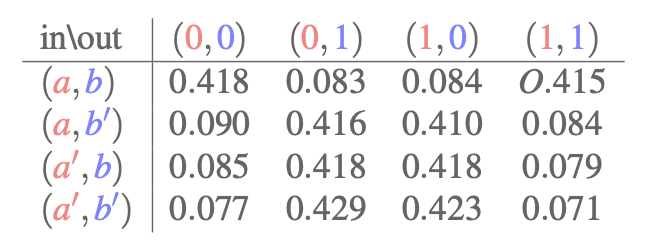 in\out (0,0) (0,1) (1,0) (1,1)
(a,b) 0.418 0.083 0.084 O.415
(a,b′) 0.090 0.416 0.410 0.084
(a′,b) 0.085 0.418 0.418 0.079
(a′,b′) 0.077 0.429 0.423 0.071